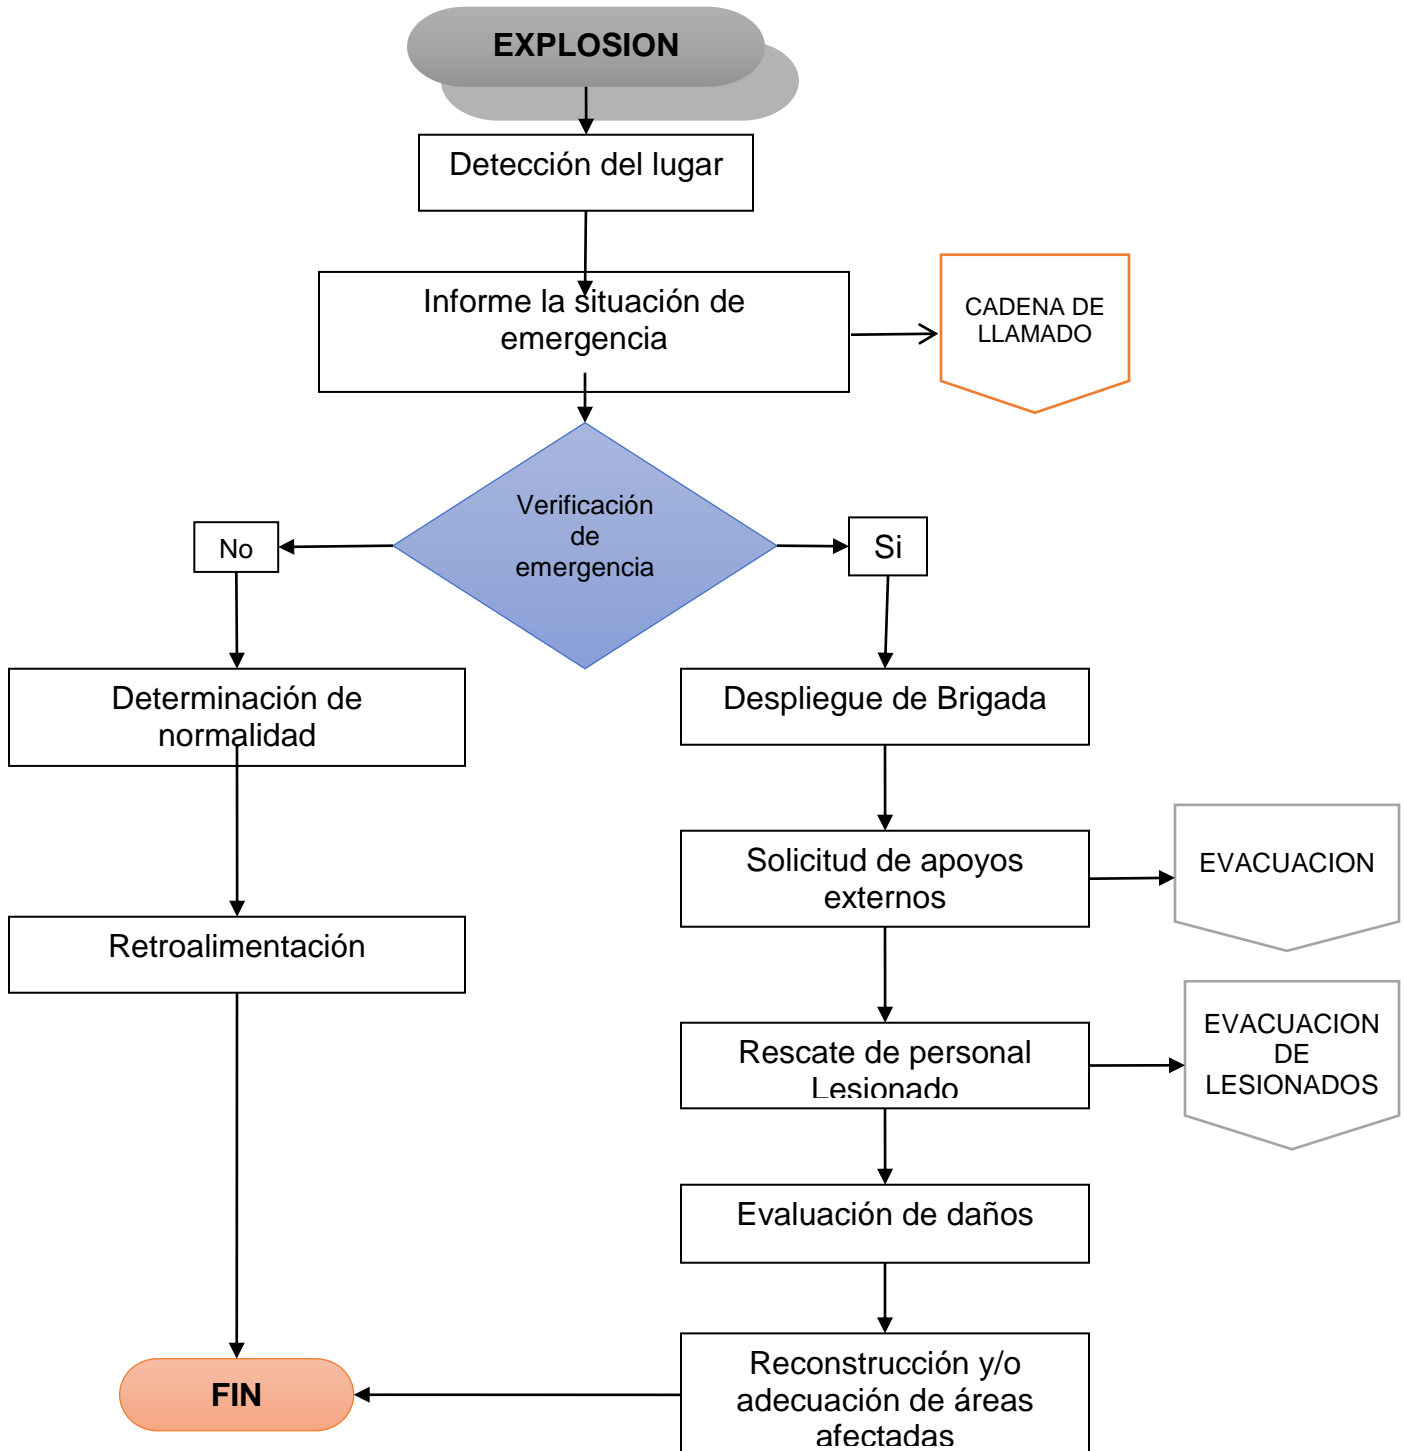 EXPLOSION
Detección del lugar
Informe la situación de
emergencia
CADENA DE
LLAMADO
Verificación
de
emergencia
No
Si
Determinación de
normalidad
Despliegue de Brigada
Solicitud de apoyos
externos
EVACUACION
Retroalimentación
Rescate de personal
Lesionado
EVACUACION
DE
LESIONADOS
Evaluación de daños
Reconstrucción y/o
adecuación de áreas
afectadas
FIN